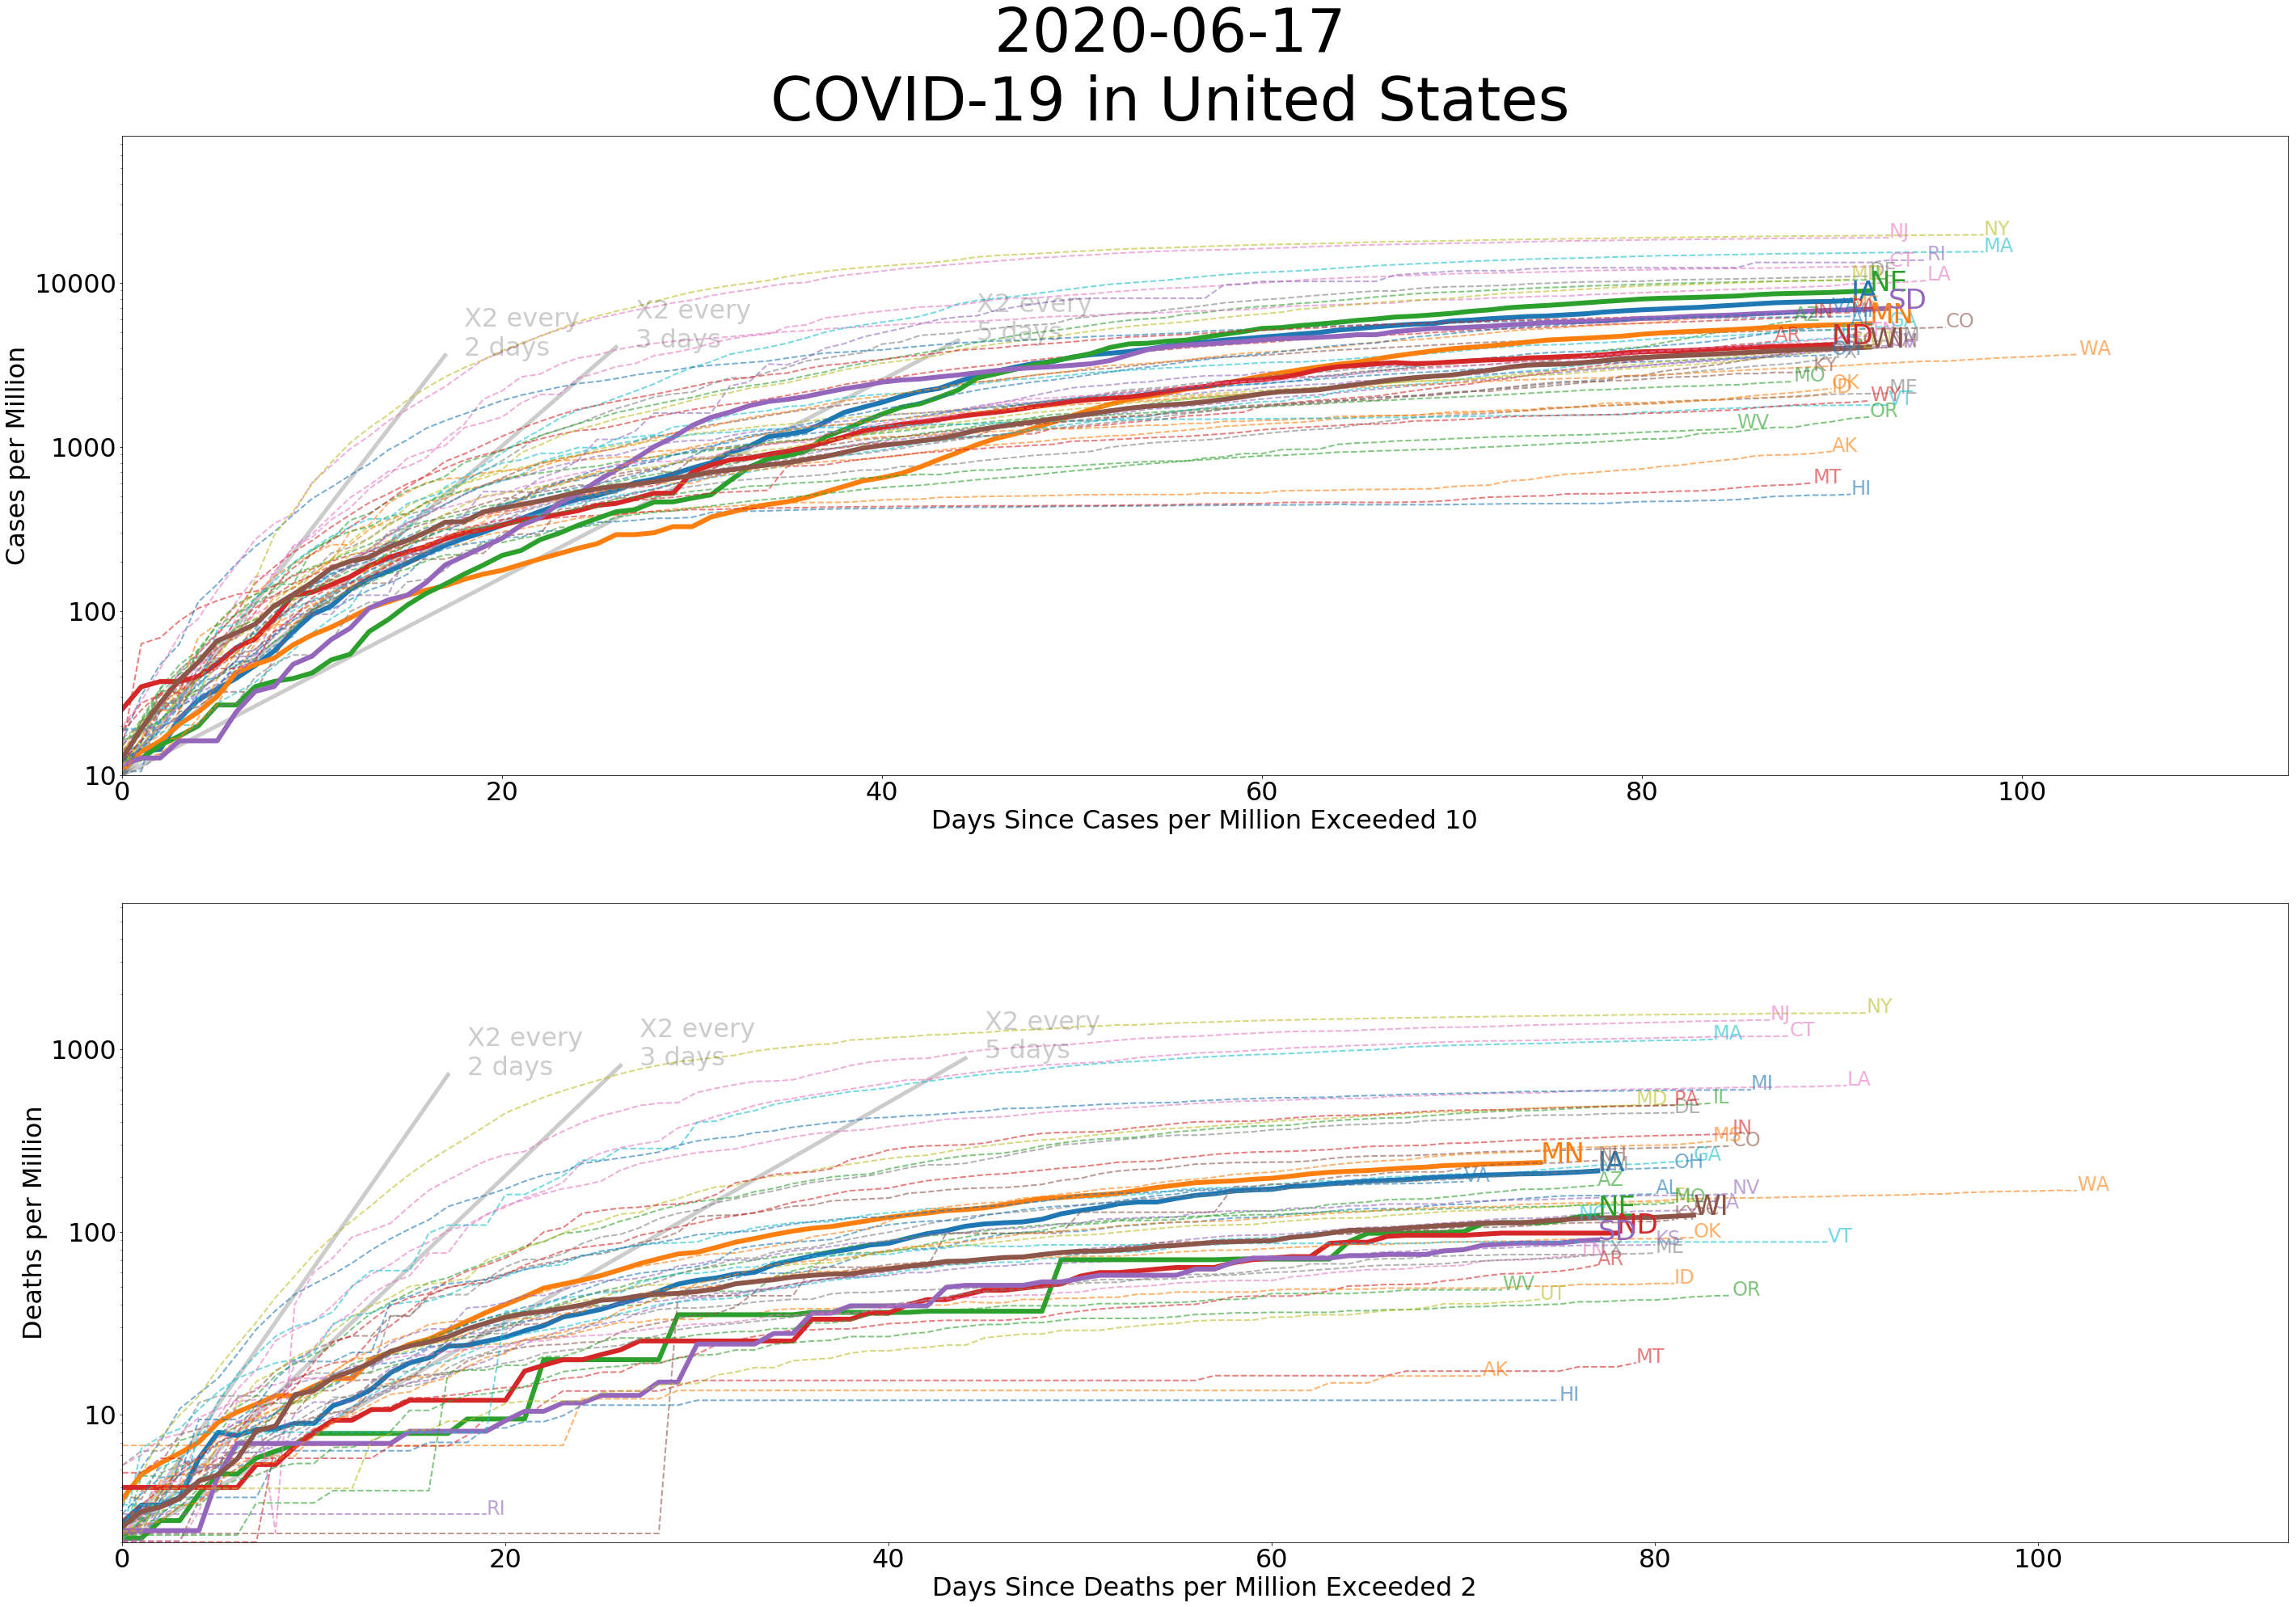 2020-06-17
COVID-19 in United States
Cases per Million
10000
1000
100
10
X2 every
2 days
X2 every
3 days
X2 every
5 days
NY
NJ
MA
RI
CT
DE
LA
NE
IA
SD
MN
AZ
IN
CO
ND
WI
AR
WA
KY
MO
OK
ID
ME
WY
VT
OR
WV
AK
MT
HI
0
20
40
60
80
100
Days Since Cases per Million Exceeded 10
Deaths per Million
1000
100
10
X2 every
2 days
X2 every
3 days
X2 every
5 days
NY
NJ
MA
CT
MI
LA
MD
PA
IL
DE
IN
MS
CO
MN
IA
GA
OH
VA
AZ
AL
NV
MO
WA
NE
WI
ND
SD
KY
KS
OK
VT
ME
AR
ID
WV
UT
OR
MT
AK
HI
RI
0
20
40
60
80
100
Days Since Deaths per Million Exceeded 2